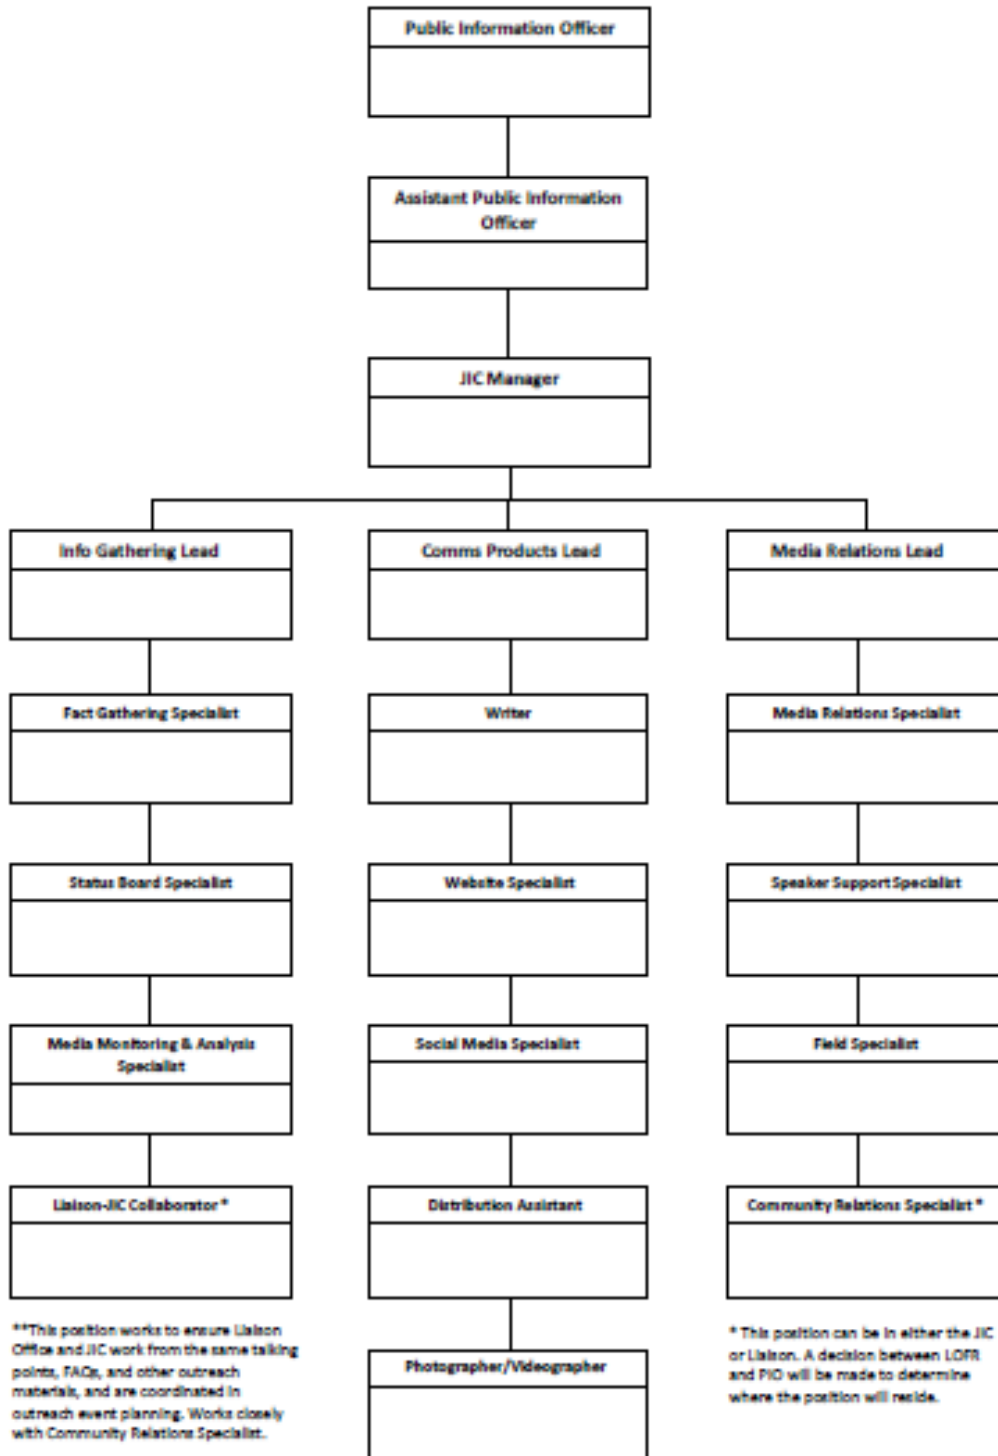 Public Information Officer
Assistant Public Information
Officer
JIC Manager
Info Gathering Lead
Comms Products Lead
Media Relations Lead
Fact Gathering Specialist
Writer
Media Relations Specialist
Status Board Specialist
Website Specialist
Speaker Support Specialist
Media Monitoring & Analysis
Specialist
Social Media Specialist
Field Specialist
Liaison-JIC Collaborator *
Distribution Assistant
Community Relations Specialist *
**This position works to ensure Liaison
Office and JIC work from the same talking
points, FAQs, and other outreach
materials, and are coordinated in
outreach event planning. Works closely
with Community Relations Specialist.
Photographer/Videographer
* This position can be in either the JIC
or Liaison. A decision between LOFR
and PIO will be made to determine
where the position will reside.